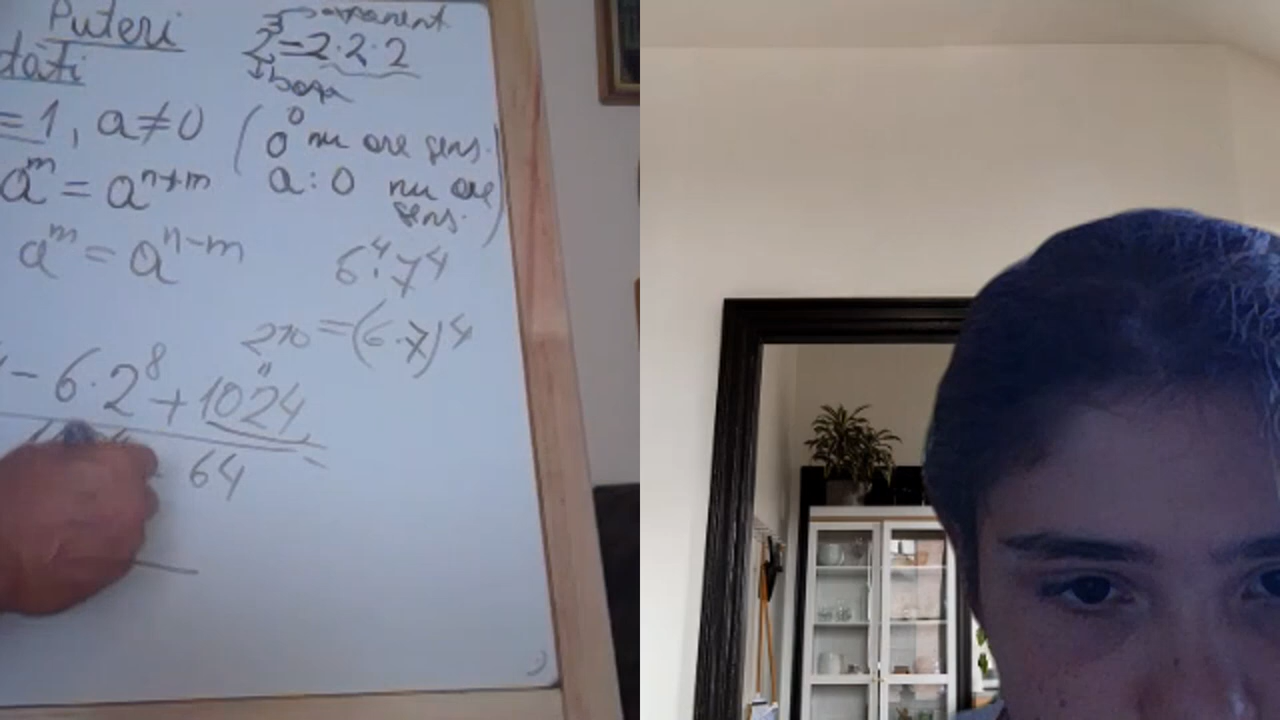 Puteri
2³ = 2·2·2
exponent
baza
= 1, a ≠ 0
( 0⁰ nu are sens.
a : 0 nu are sens. )
aᵐ = aⁿ⁺ᵐ
aᵐ = aⁿ⁻ᵐ
6⁴·7⁴
= (6·7)⁴
2¹⁰
"
- 6·2⁸ + 1024
64